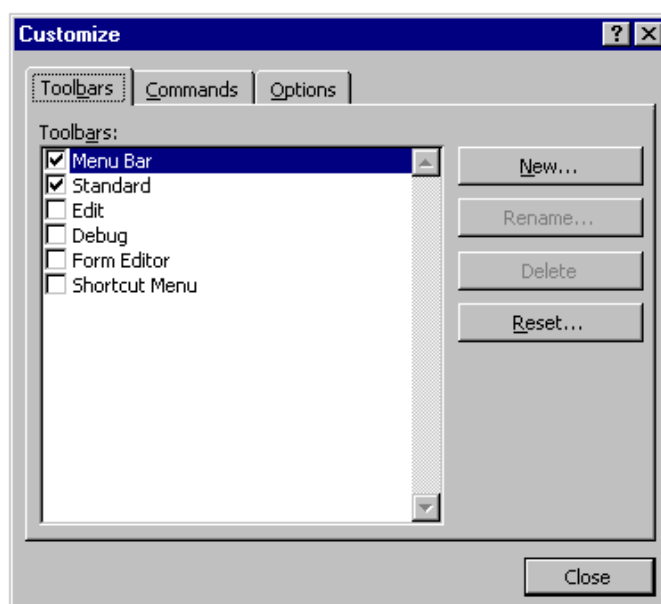 Customize
Toolbars Commands Options
Toolbars:
Menu Bar
Standard
Edit
Debug
Form Editor
Shortcut Menu
New...
Rename...
Delete
Reset...
Close